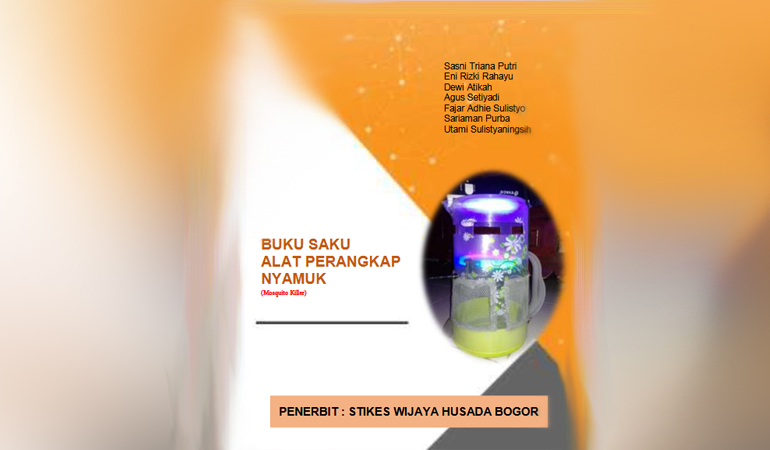 Sasni Triana Putri
Eni Rizki Rahayu
Dewi Atikah
Agus Setiyadi
Fajar Adhie Sulistyo
Sariaman Purba
Utami Sulistyaningsih
BUKU SAKU
ALAT PERANGKAP
NYAMUK
(Mosquito Killer)
PENERBIT : STIKES WIJAYA HUSADA BOGOR